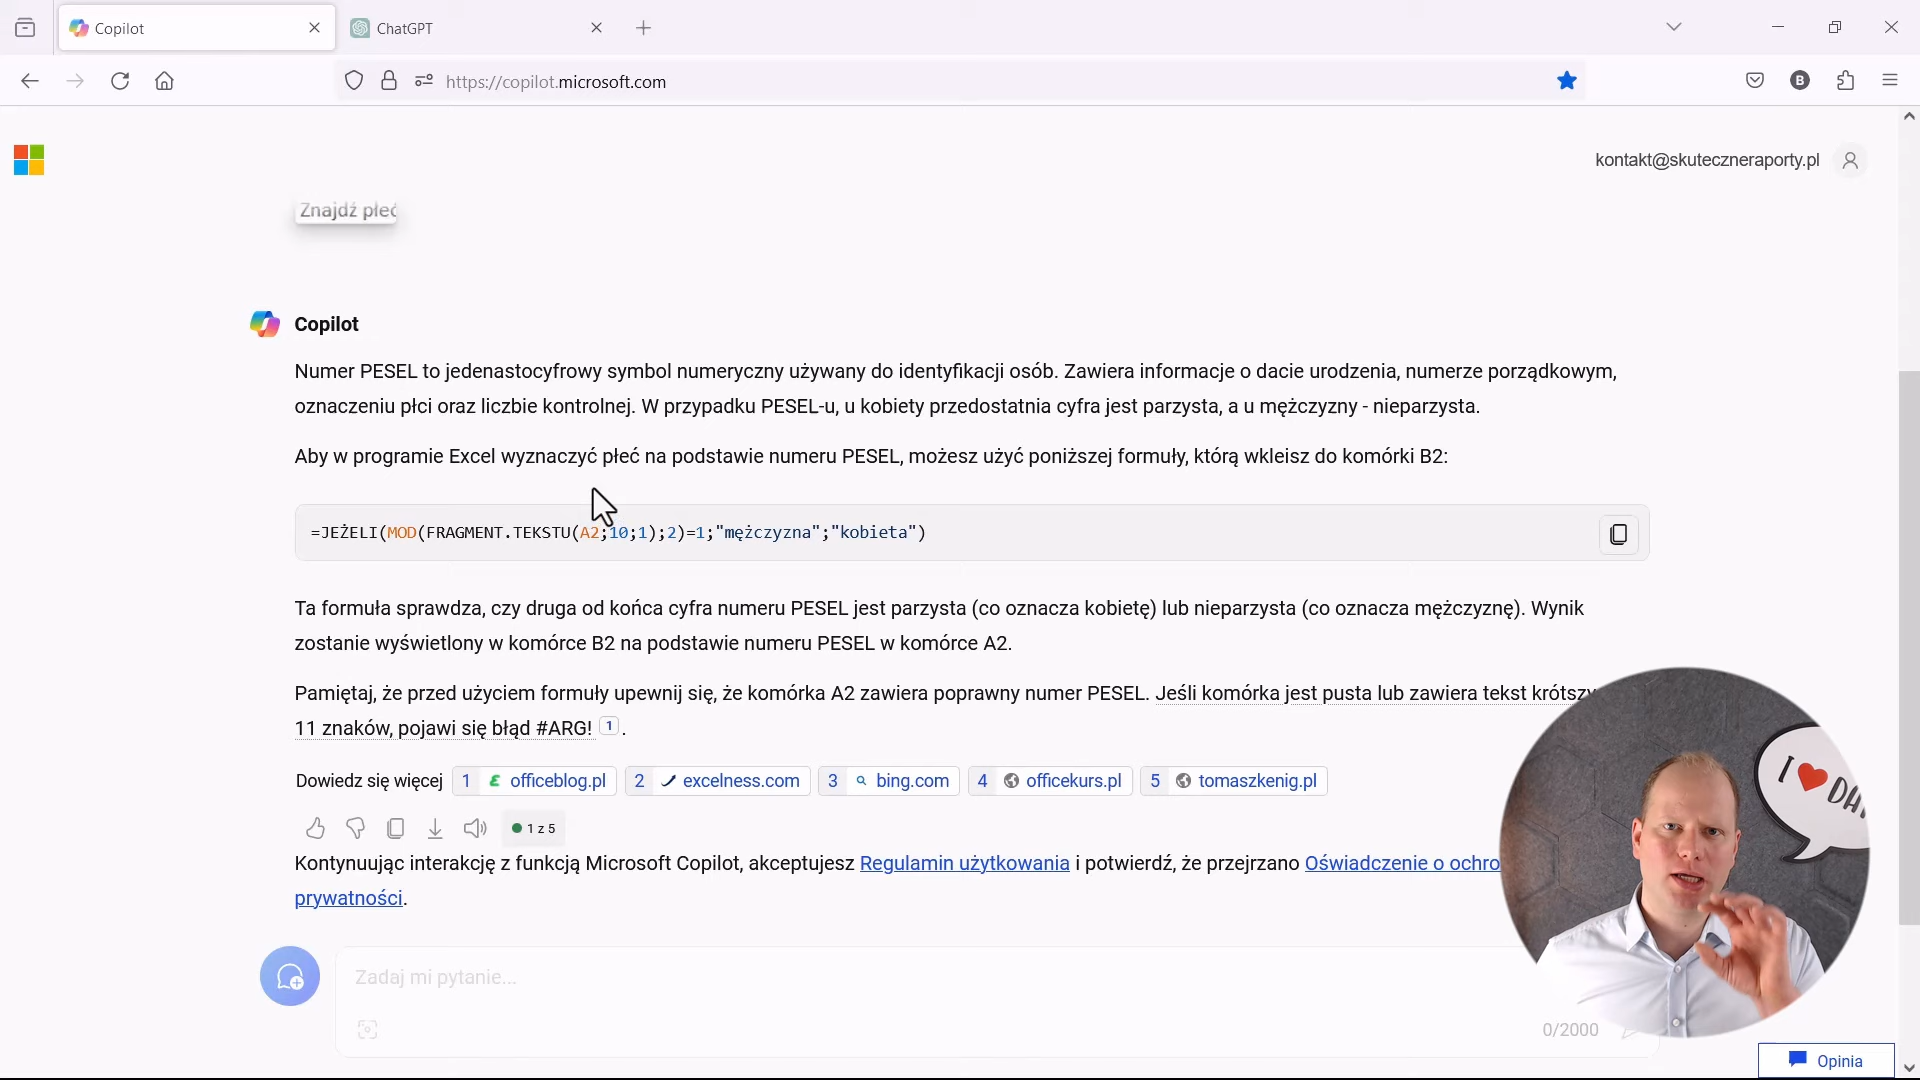 Copilot
ChatGPT
https://copilot.microsoft.com
B
kontakt@skuteczneraporty.pl
Znajdź płeć
Copilot
Numer PESEL to jedenastocyfrowy symbol numeryczny używany do identyfikacji osób. Zawiera informacje o dacie urodzenia, numerze porządkowym,
oznaczeniu płci oraz liczbie kontrolnej. W przypadku PESEL-u, u kobiety przedostatnia cyfra jest parzysta, a u mężczyzny - nieparzysta.
Aby w programie Excel wyznaczyć płeć na podstawie numeru PESEL, możesz użyć poniższej formuły, którą wkleisz do komórki B2:
=JEŻELI(MOD(FRAGMENT.TEKSTU(A2;10;1);2)=1;"mężczyzna";"kobieta")
Ta formuła sprawdza, czy druga od końca cyfra numeru PESEL jest parzysta (co oznacza kobietę) lub nieparzysta (co oznacza mężczyznę). Wynik
zostanie wyświetlony w komórce B2 na podstawie numeru PESEL w komórce A2.
Pamiętaj, że przed użyciem formuły upewnij się, że komórka A2 zawiera poprawny numer PESEL. Jeśli komórka jest pusta lub zawiera tekst krótszy
11 znaków, pojawi się błąd #ARG! 1 .
Dowiedz się więcej 1 officeblog.pl 2 excelness.com 3 bing.com 4 officekurs.pl 5 tomaszkenig.pl
1 z 5
Kontynuując interakcję z funkcją Microsoft Copilot, akceptujesz Regulamin użytkowania i potwierdź, że przejrzano Oświadczenie o ochro
prywatności.
Zadaj mi pytanie...
0/2000
I ❤ DA
Opinia